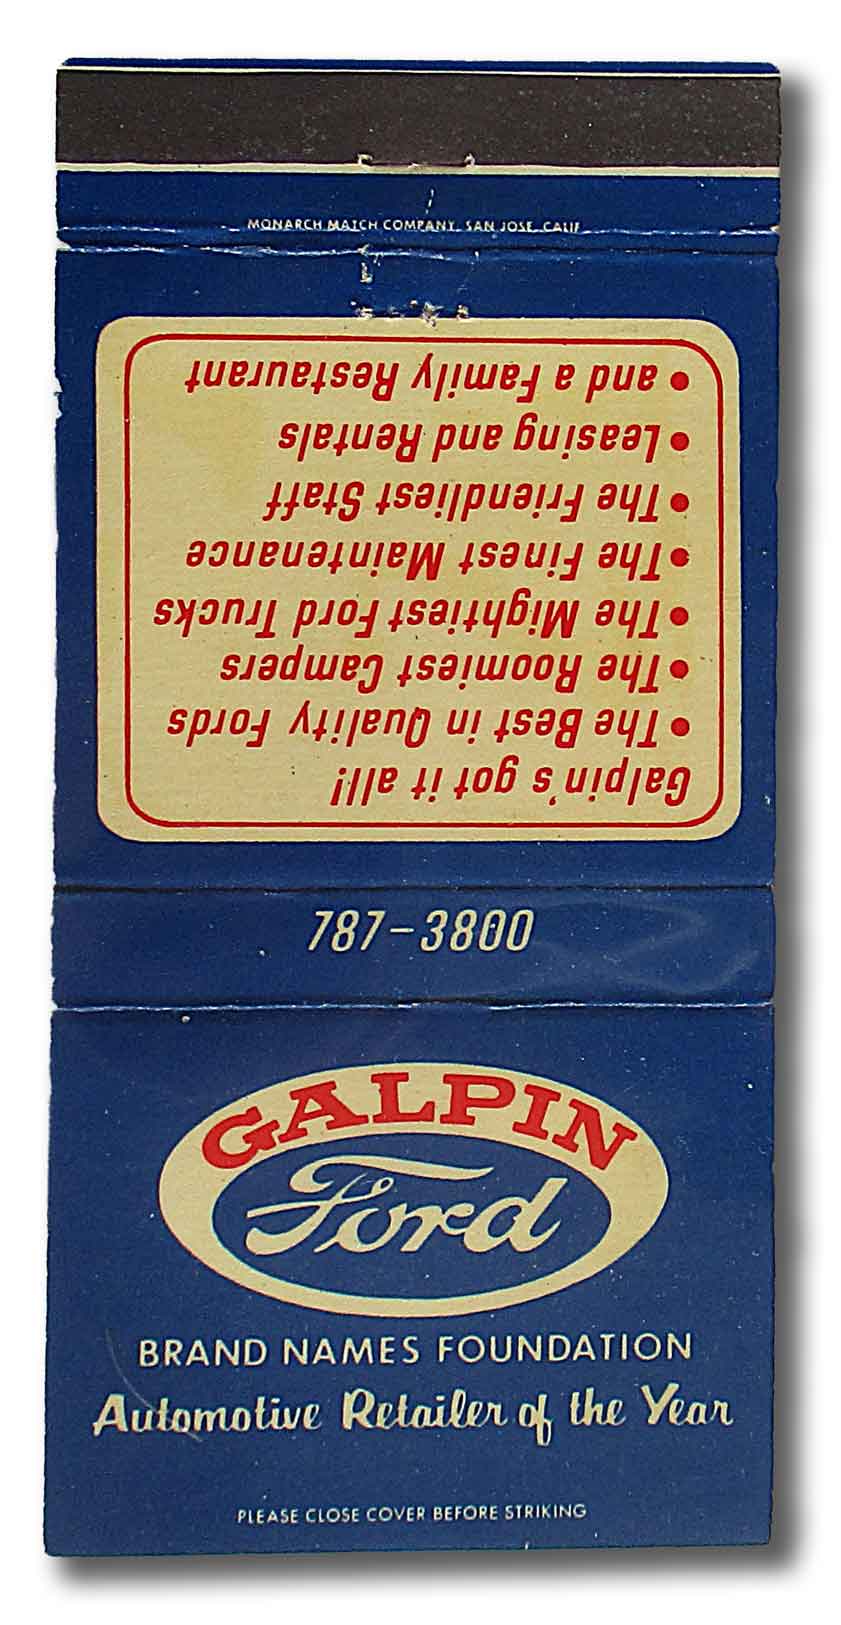 MONARCH MATCH COMPANY, SAN JOSE, CALIF
Galpin's got it all!
• The Best in Quality Fords
• The Roomiest Campers
• The Mightiest Ford Trucks
• The Finest Maintenance
• The Friendliest Staff
• Leasing and Rentals
• and a Family Restaurant
787-3800
GALPIN
Ford
BRAND NAMES FOUNDATION
Automotive Retailer of the Year
PLEASE CLOSE COVER BEFORE STRIKING